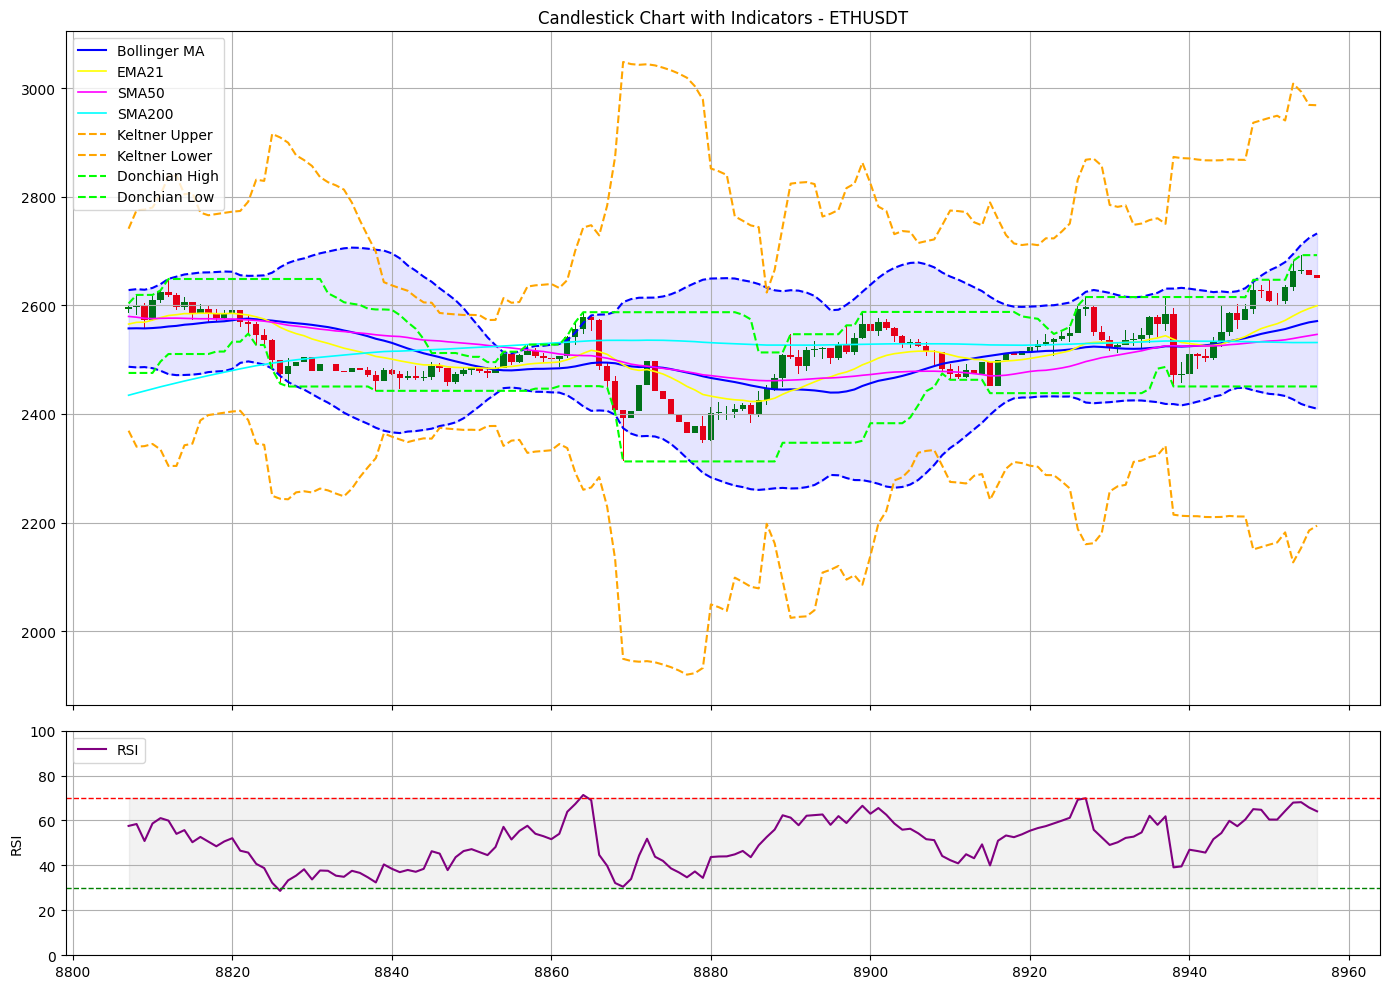 Candlestick Chart with Indicators - ETHUSDT
Bollinger MA
EMA21
SMA50
SMA200
Keltner Upper
Keltner Lower
Donchian High
Donchian Low
3000
2800
2600
2400
2200
2000
RSI
100
80
60
40
20
0
RSI
8800 8820 8840 8860 8880 8900 8920 8940 8960